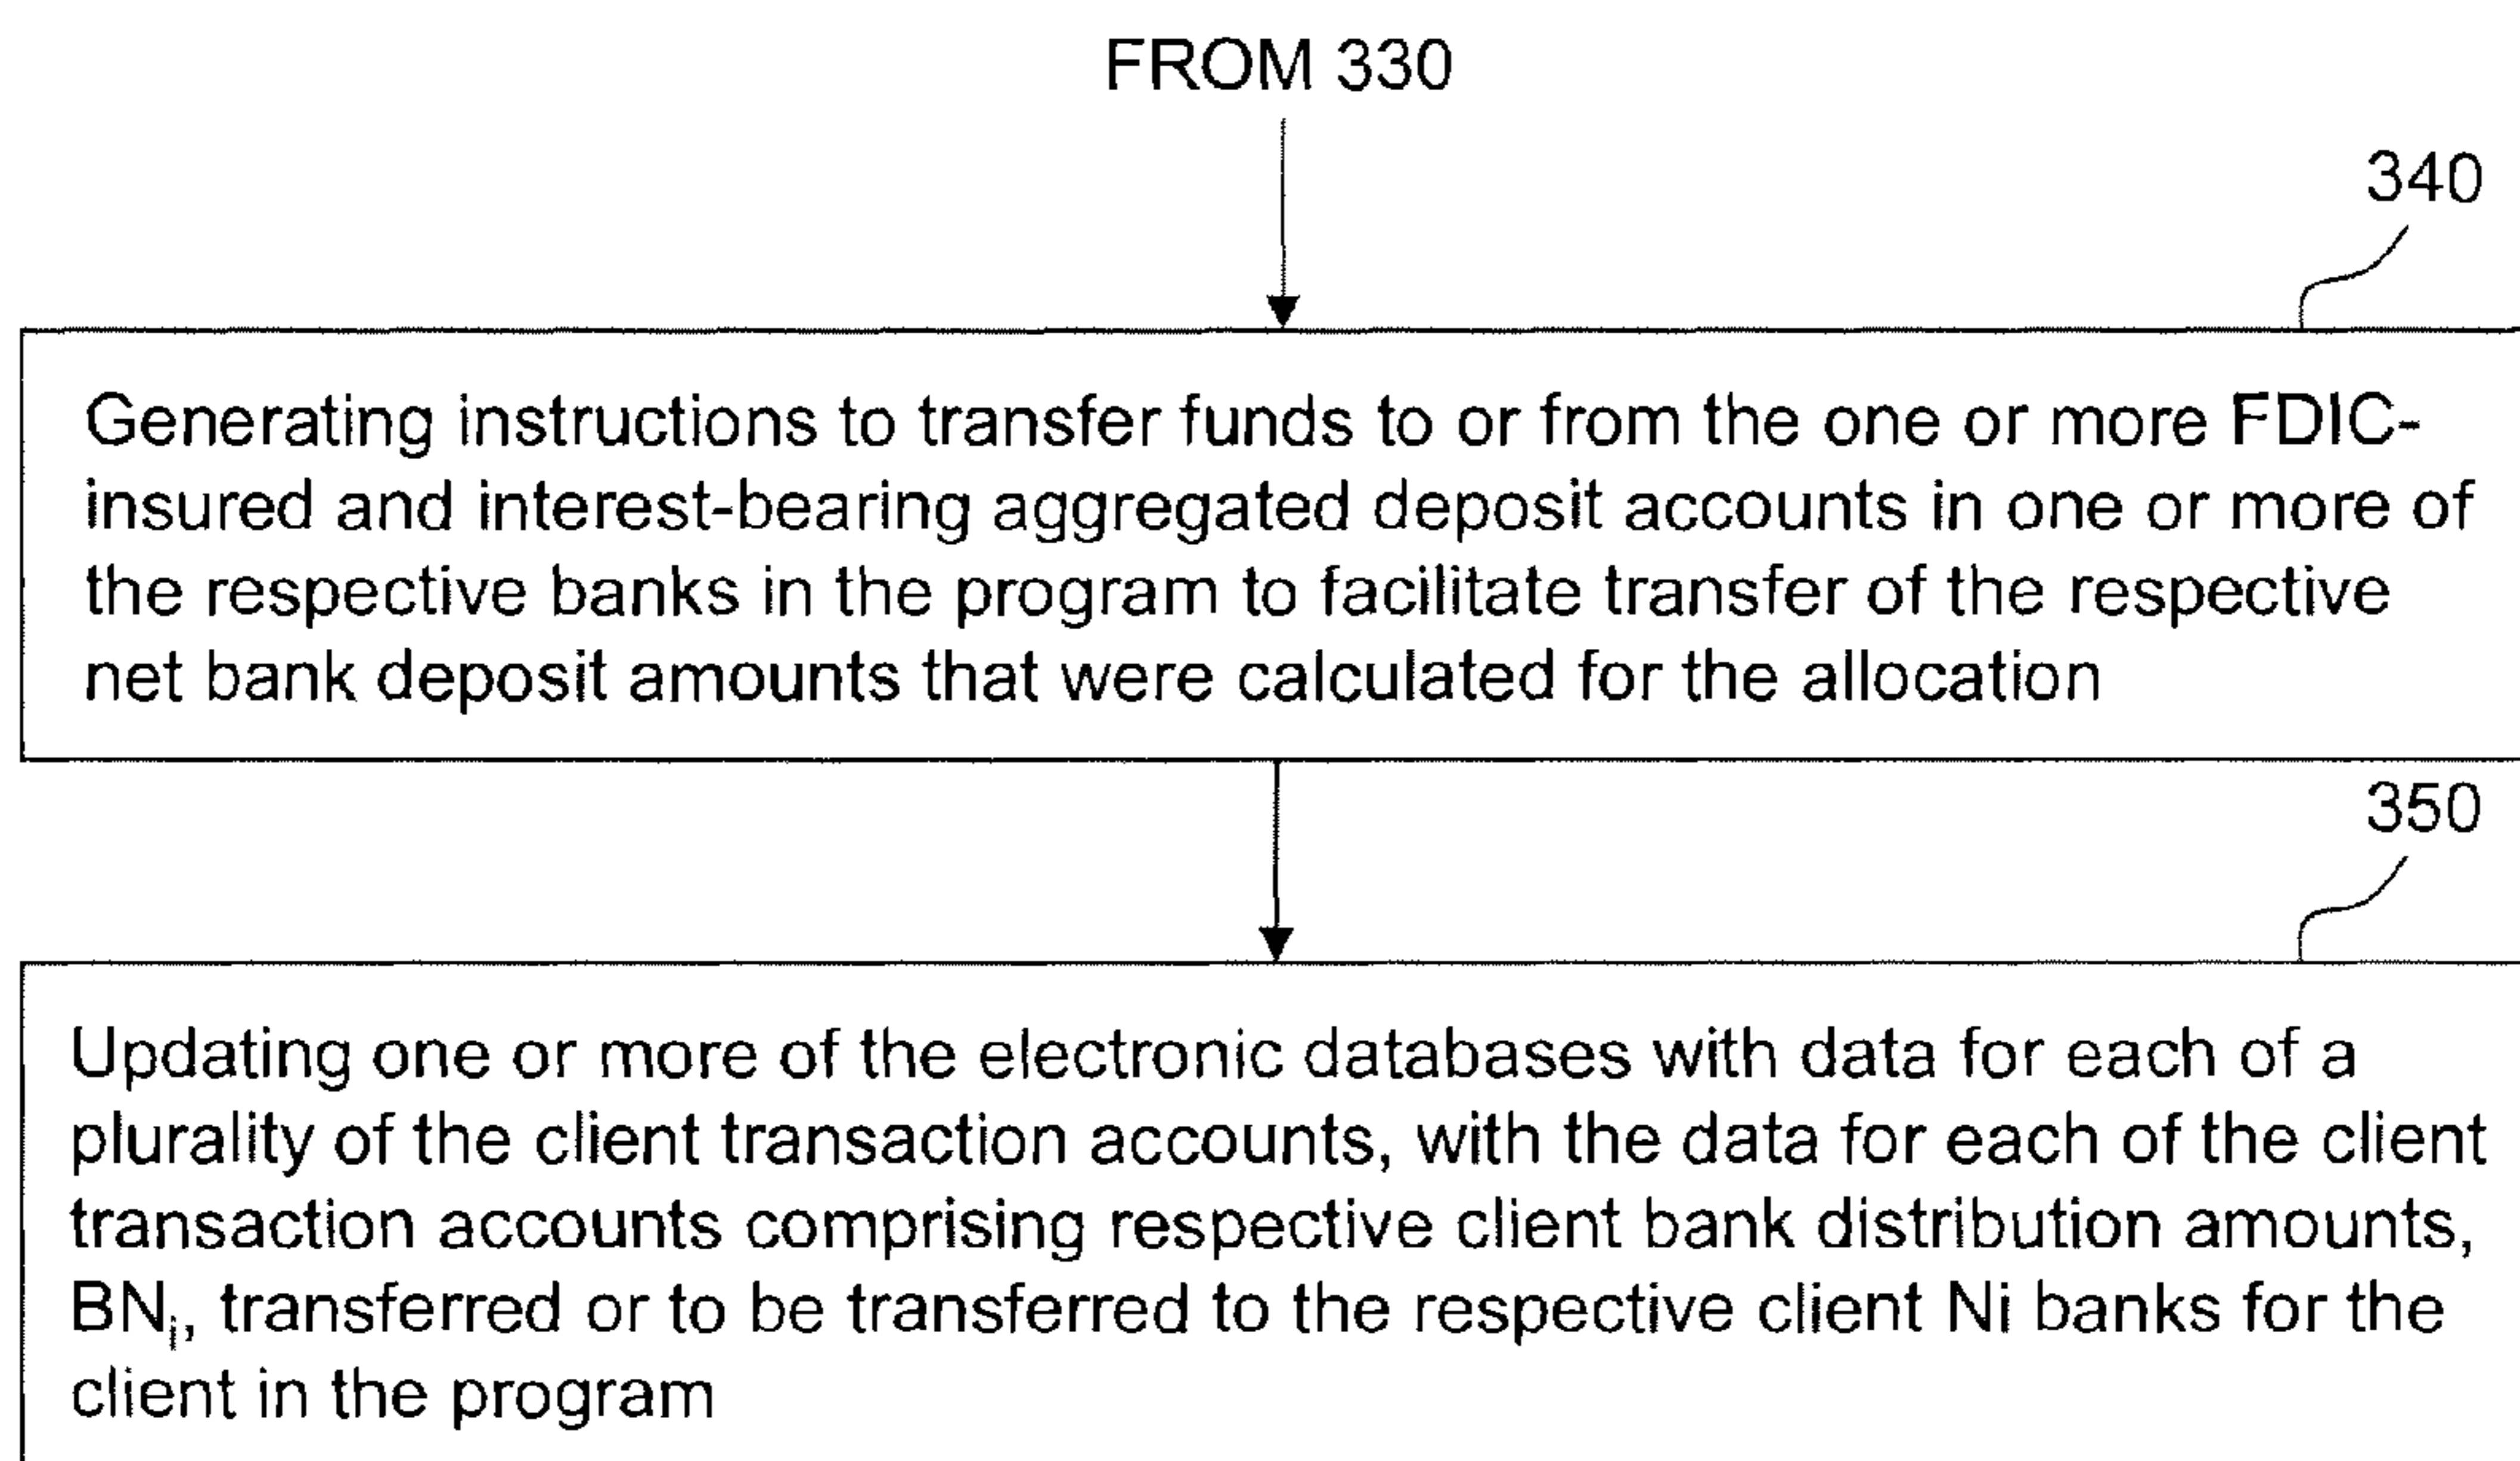 FROM 330
340
Generating instructions to transfer funds to or from the one or more FDIC-
insured and interest-bearing aggregated deposit accounts in one or more of
the respective banks in the program to facilitate transfer of the respective
net bank deposit amounts that were calculated for the allocation
350
Updating one or more of the electronic databases with data for each of a
plurality of the client transaction accounts, with the data for each of the client
transaction accounts comprising respective client bank distribution amounts,
BNⱼ, transferred or to be transferred to the respective client Ni banks for the
client in the program